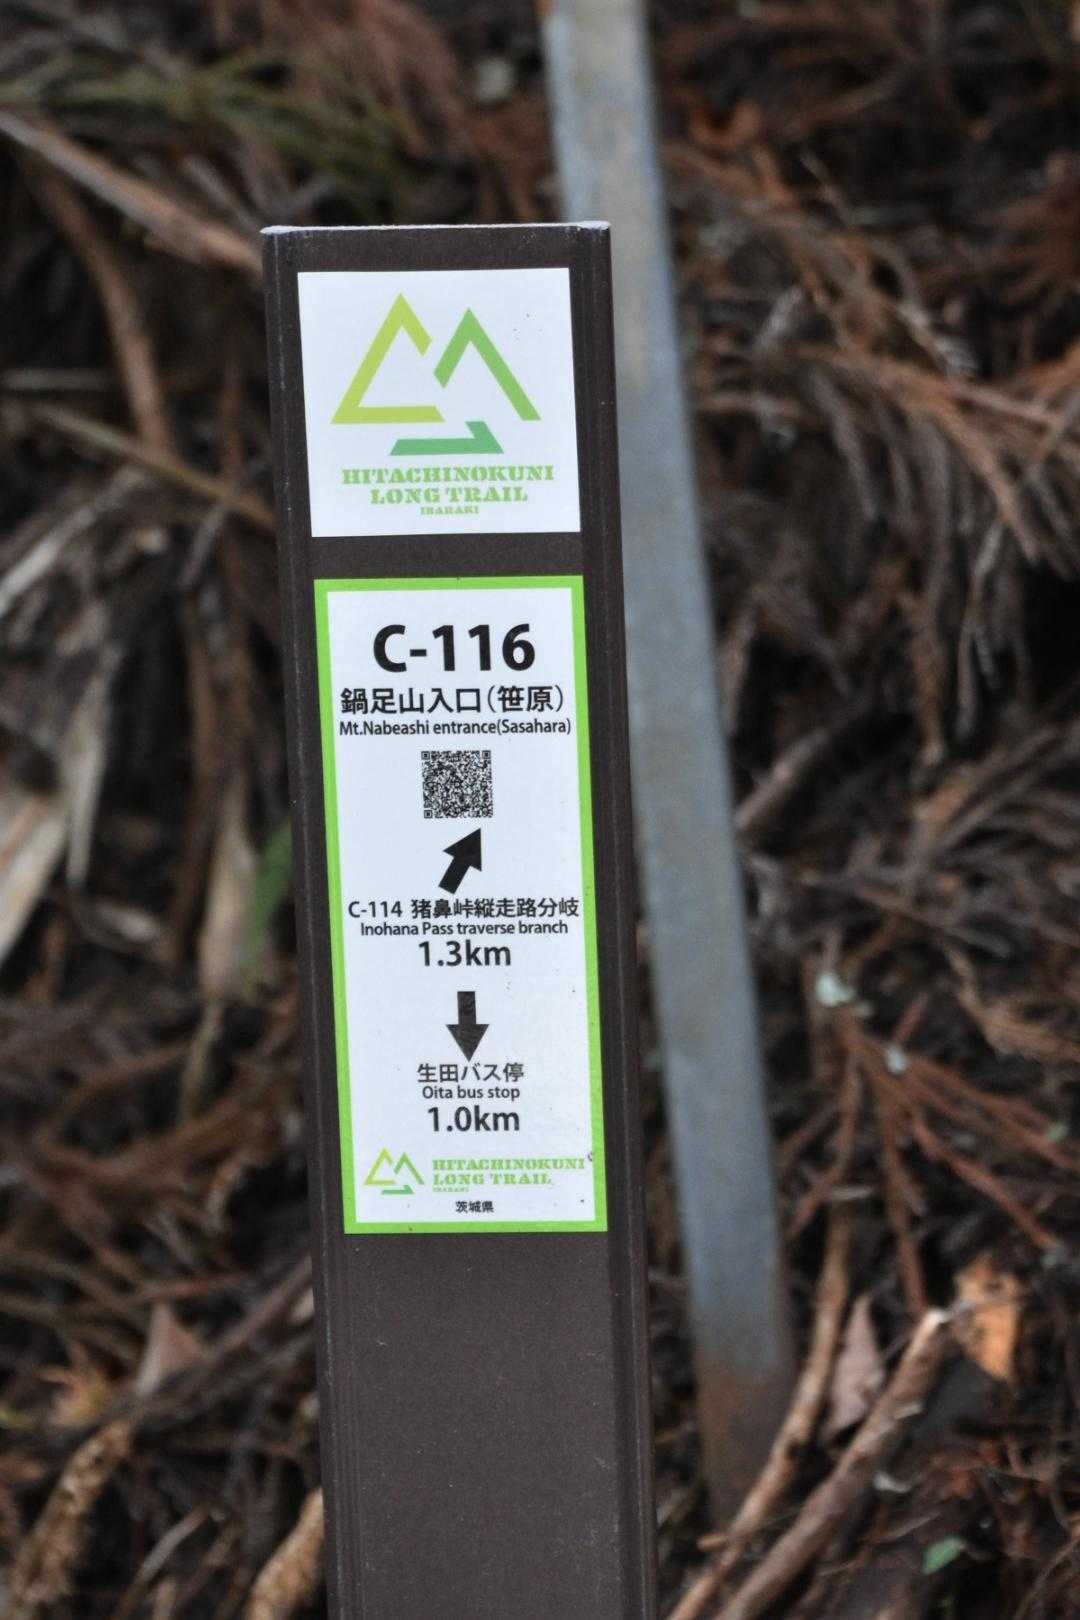 HITACHINOKUNI
LONG TRAIL
IBARAKI
C-116
鍋足山入口(笹原)
Mt.Nabeashi entrance(Sasahara)
C-114 猪鼻峠縦走路分岐
Inohana Pass traverse branch
1.3km
生田バス停
Oita bus stop
1.0km
HITACHINOKUNI
LONG TRAIL
IBARAKI
茨城県